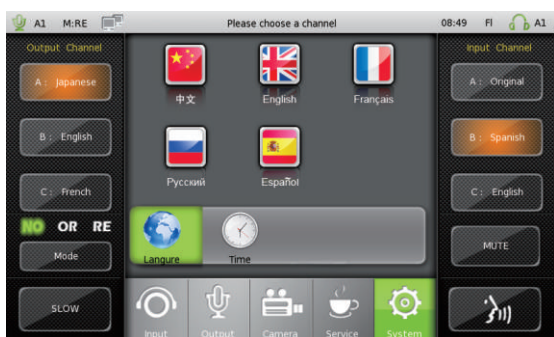 A1 M:RE Please choose a channel 08:49 FI A1
Output Channel
Input Channel
A : Japanese
A : Original
中文
English
Français
B : English
B : Spanish
Русский
Español
C : French
C : English
NO OR RE
Mode
MUTE
Langure
Time
SLOW
Input
Output
Camera
Service
System